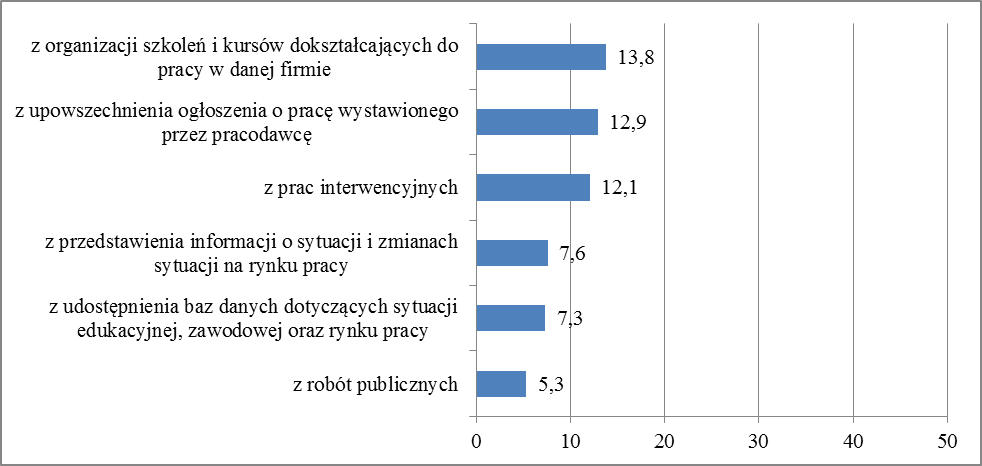 z organizacji szkoleń i kursów dokształcających do
pracy w danej firmie
13,8
z upowszechnienia ogłoszenia o pracę wystawionego
przez pracodawcę
12,9
z prac interwencyjnych
12,1
z przedstawienia informacji o sytuacji i zmianach
sytuacji na rynku pracy
7,6
z udostępnienia baz danych dotyczących sytuacji
edukacyjnej, zawodowej oraz rynku pracy
7,3
z robót publicznych
5,3
0 10 20 30 40 50